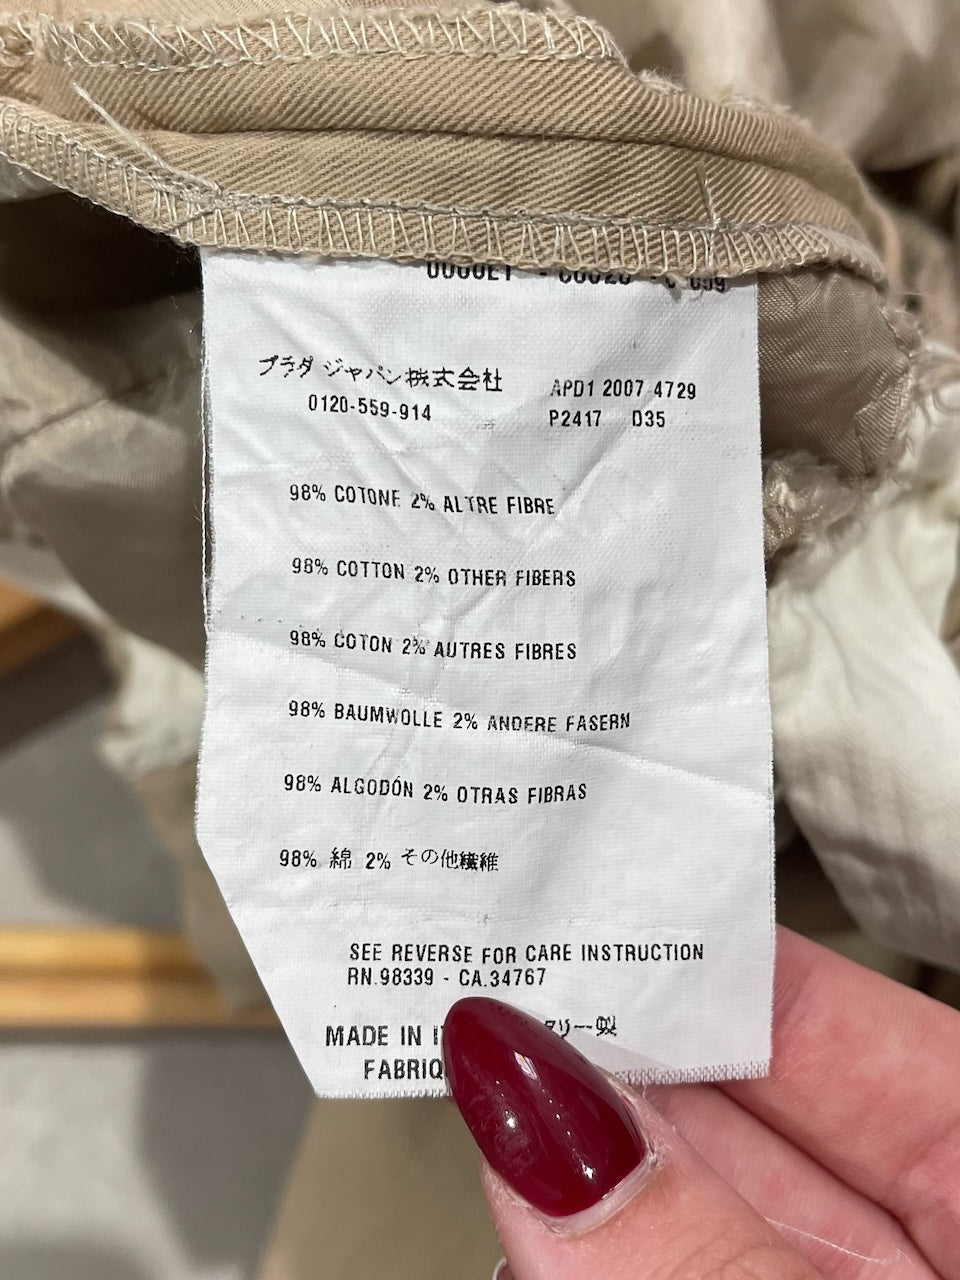 プラダ ジャパン株式会社
0120-559-914
APD1 2007 4729
P2417 D35
98% COTONE 2% ALTRE FIBRE
98% COTTON 2% OTHER FIBERS
98% COTON 2% AUTRES FIBRES
98% BAUMWOLLE 2% ANDERE FASERN
98% ALGODÓN 2% OTRAS FIBRAS
98% 綿 2% その他繊維
SEE REVERSE FOR CARE INSTRUCTION
RN.98339 - CA.34767
MADE IN